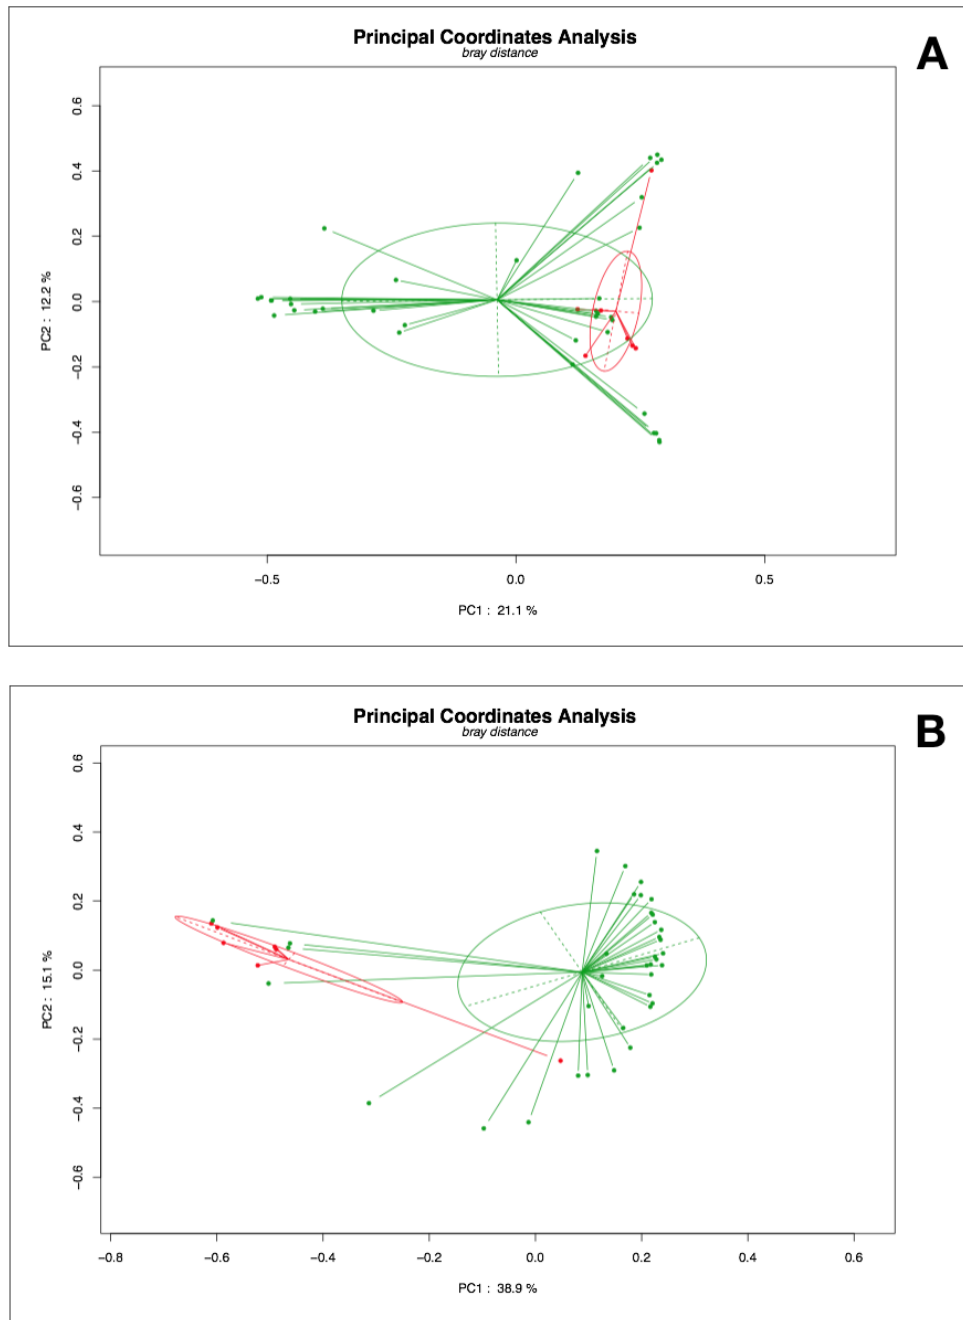 Principal Coordinates Analysis
bray distance
A
0.6
0.4
0.2
0.0
−0.2
−0.4
−0.6
PC2 : 12.2 %
−0.5
0.0
0.5
PC1 : 21.1 %
Principal Coordinates Analysis
bray distance
B
0.6
0.4
0.2
0.0
−0.2
−0.4
−0.6
PC2 : 15.1 %
−0.8
−0.6
−0.4
−0.2
0.0
0.2
0.4
0.6
PC1 : 38.9 %